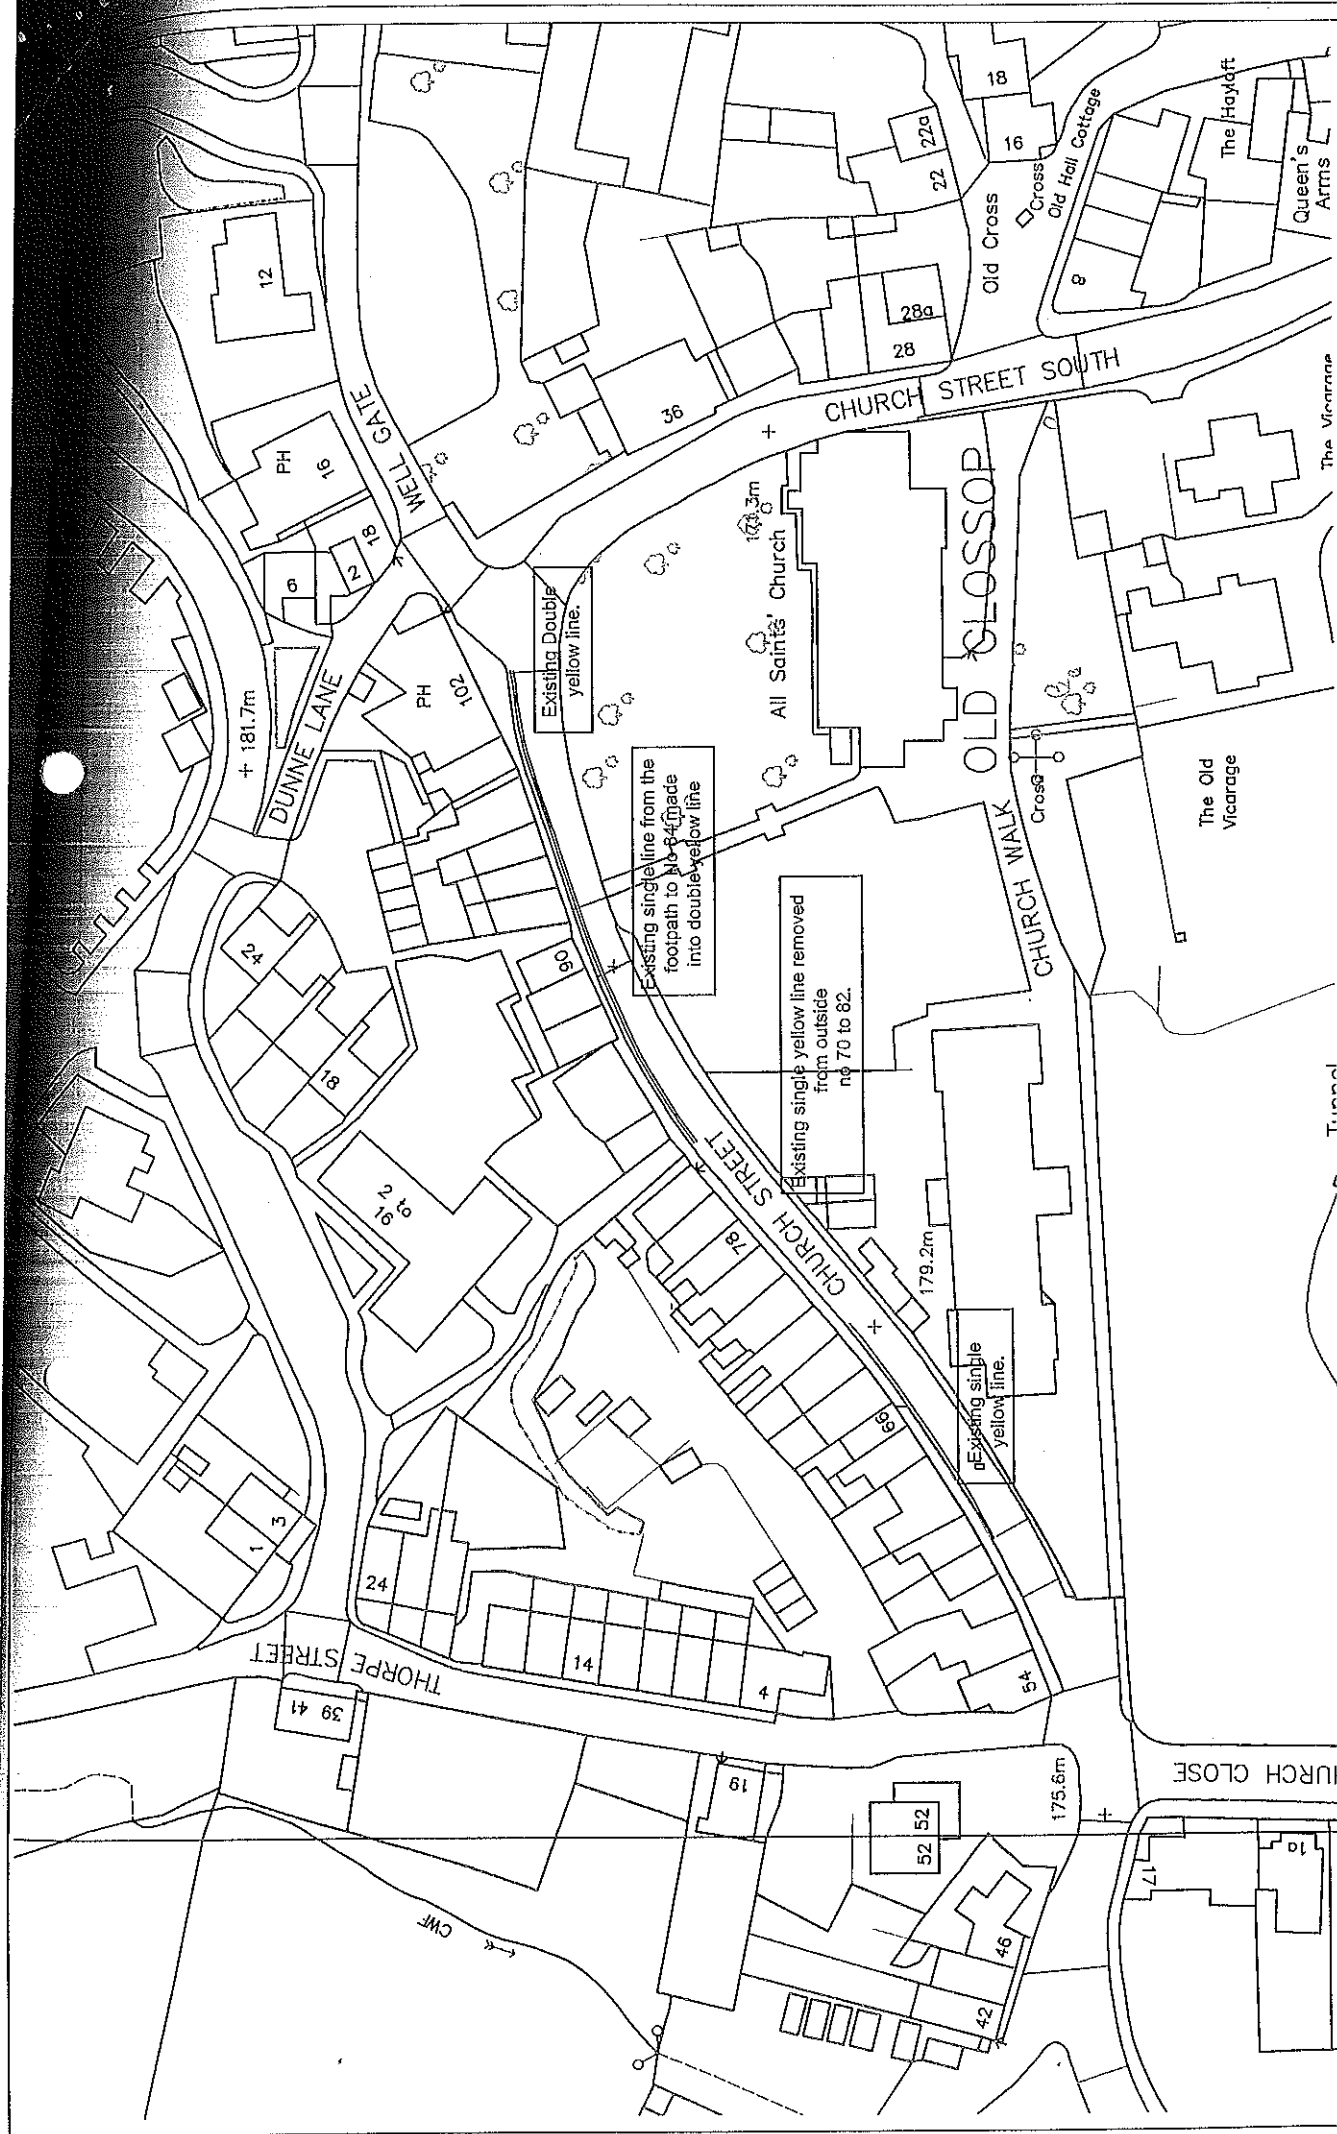 12
WELL GATE
PH
16
18
2
6
DUNNE LANE
181.7m
PH
102
24
18
2 to 16
90
Existing Double
yellow line.
Existing single line from the
footpath to No 84 made
into double yellow line
Existing single yellow line removed
from outside
no 70 to 82.
Existing single
yellow line.
CHURCH STREET
78
66
54
179.2m
175.6m
All Saints' Church
OLD GLOSSOP
CHURCH WALK
Cross
The Old
Vicarage
The Vicarage
CHURCH STREET SOUTH
36
28
28a
22
22a
18
16
Old Cross
Cross
Old Hall Cottage
8
The Hayloft
Queen's
Arms
THORPE STREET
1
3
24
14
4
39 41
19
52 52
46
42
17
1a
CWF